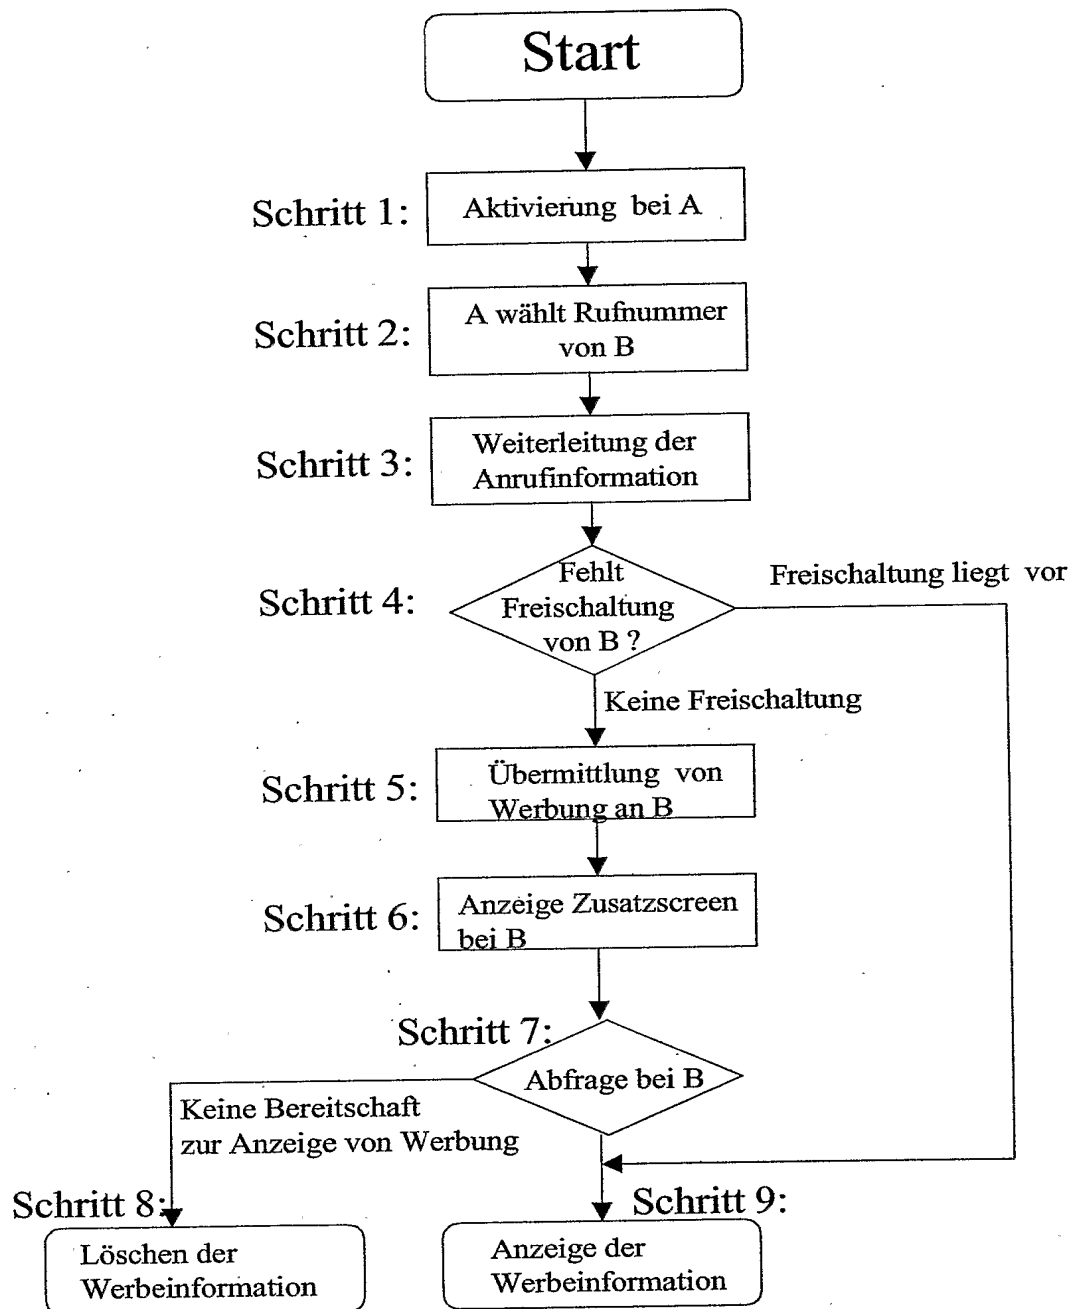 Start
Schritt 1:
Aktivierung bei A
Schritt 2:
A wählt Rufnummer
von B
Schritt 3:
Weiterleitung der
Anrufinformation
Schritt 4:
Fehlt
Freischaltung
von B ?
Freischaltung liegt vor
Keine Freischaltung
Schritt 5:
Übermittlung von
Werbung an B
Schritt 6:
Anzeige Zusatzscreen
bei B
Schritt 7:
Abfrage bei B
Keine Bereitschaft
zur Anzeige von Werbung
Schritt 8:
Löschen der
Werbeinformation
Schritt 9:
Anzeige der
Werbeinformation